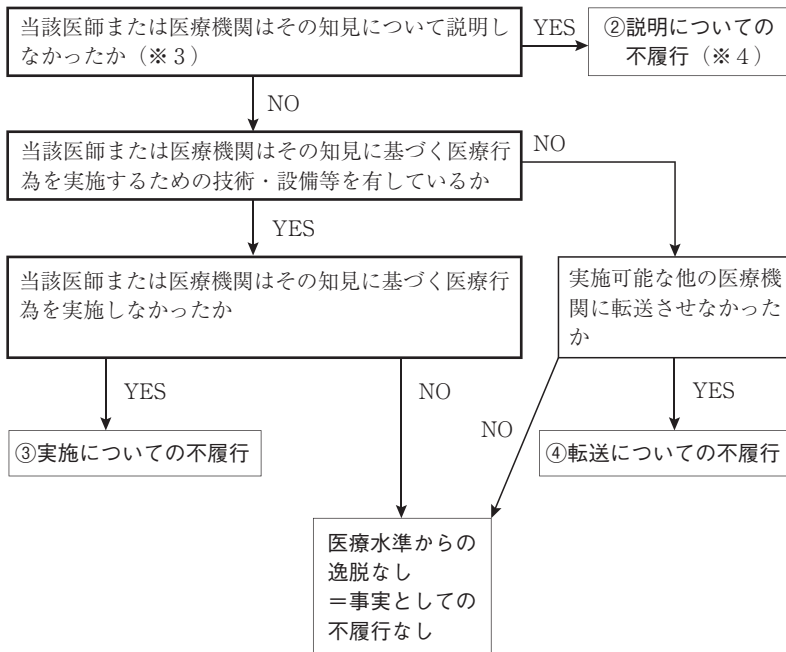 当該医師または医療機関はその知見について説明し
なかったか（※３）
YES
②説明についての
不履行（※４）
NO
当該医師または医療機関はその知見に基づく医療行
為を実施するための技術・設備等を有しているか
NO
YES
当該医師または医療機関はその知見に基づく医療行
為を実施しなかったか
実施可能な他の医療機
関に転送させなかった
か
YES
NO
NO
YES
③実施についての不履行
④転送についての不履行
医療水準からの
逸脱なし
＝事実としての
不履行なし